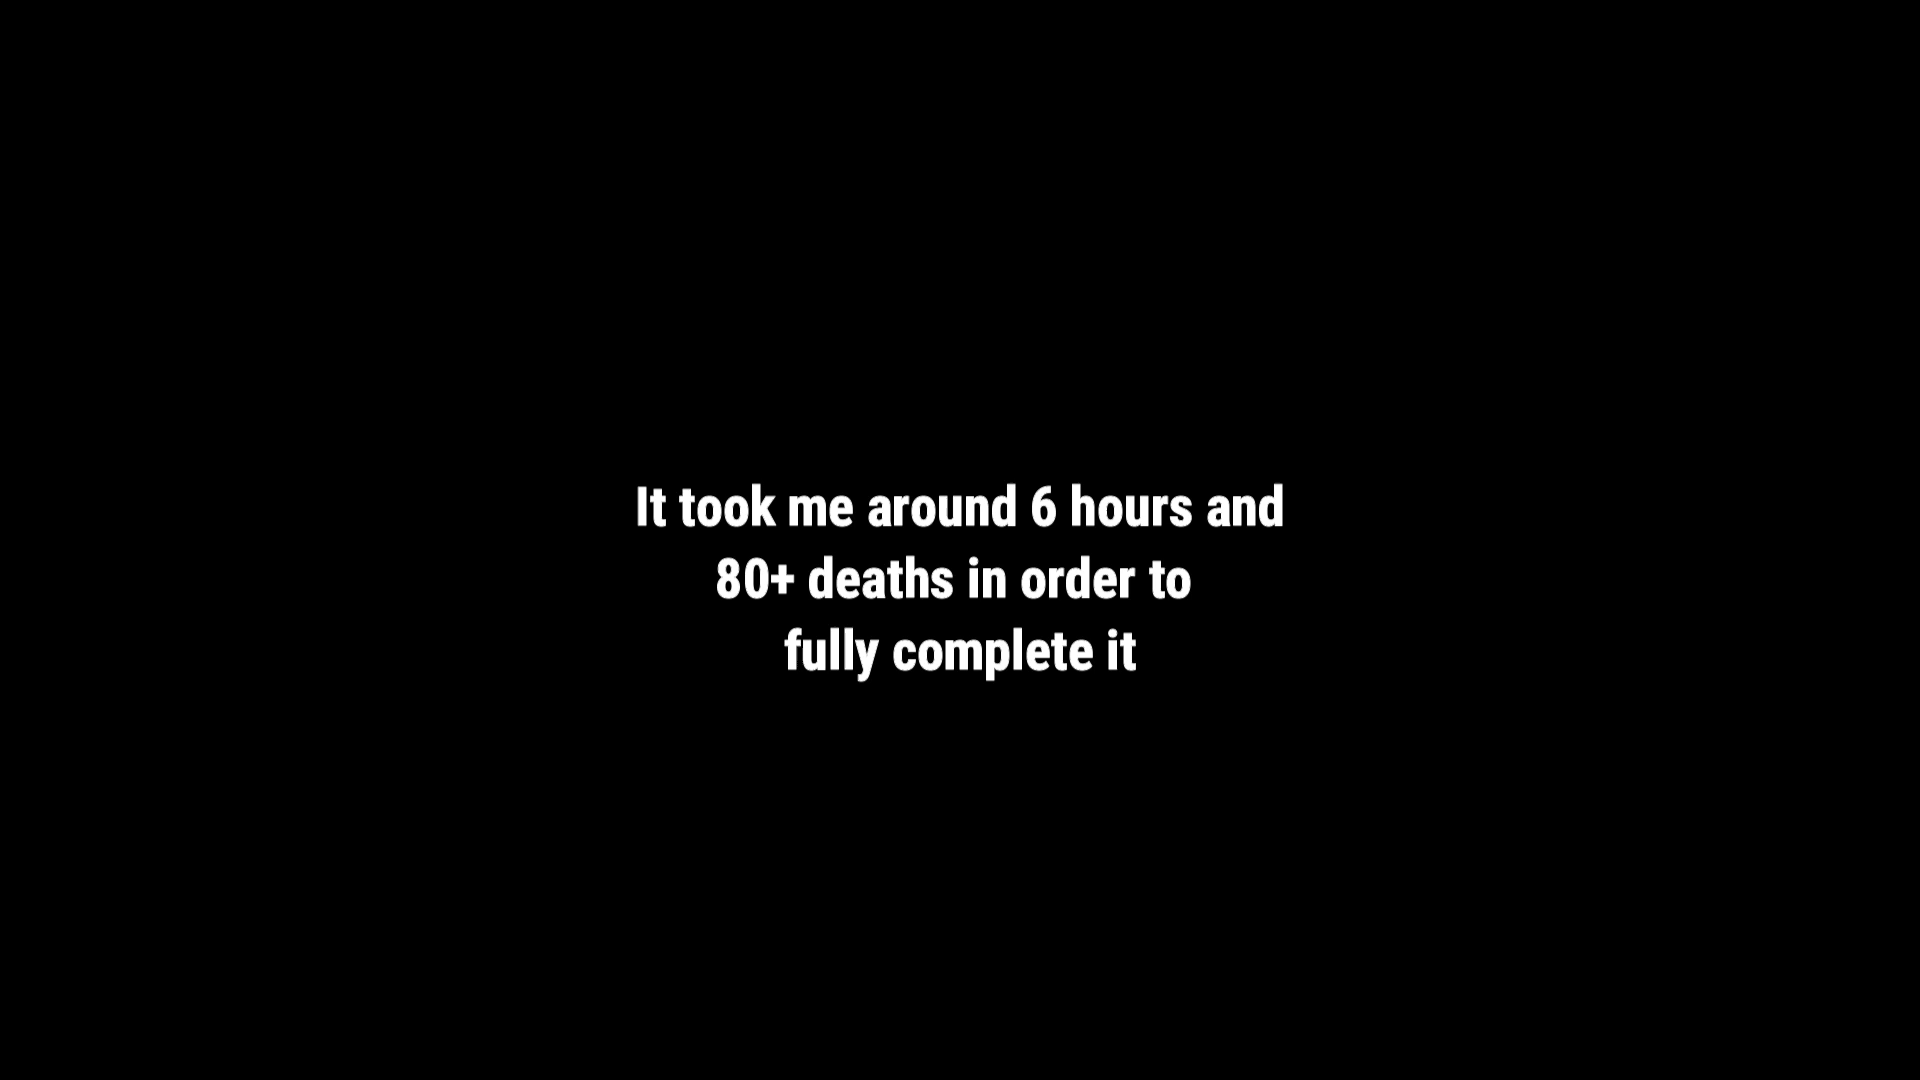 It took me around 6 hours and
80+ deaths in order to
fully complete it